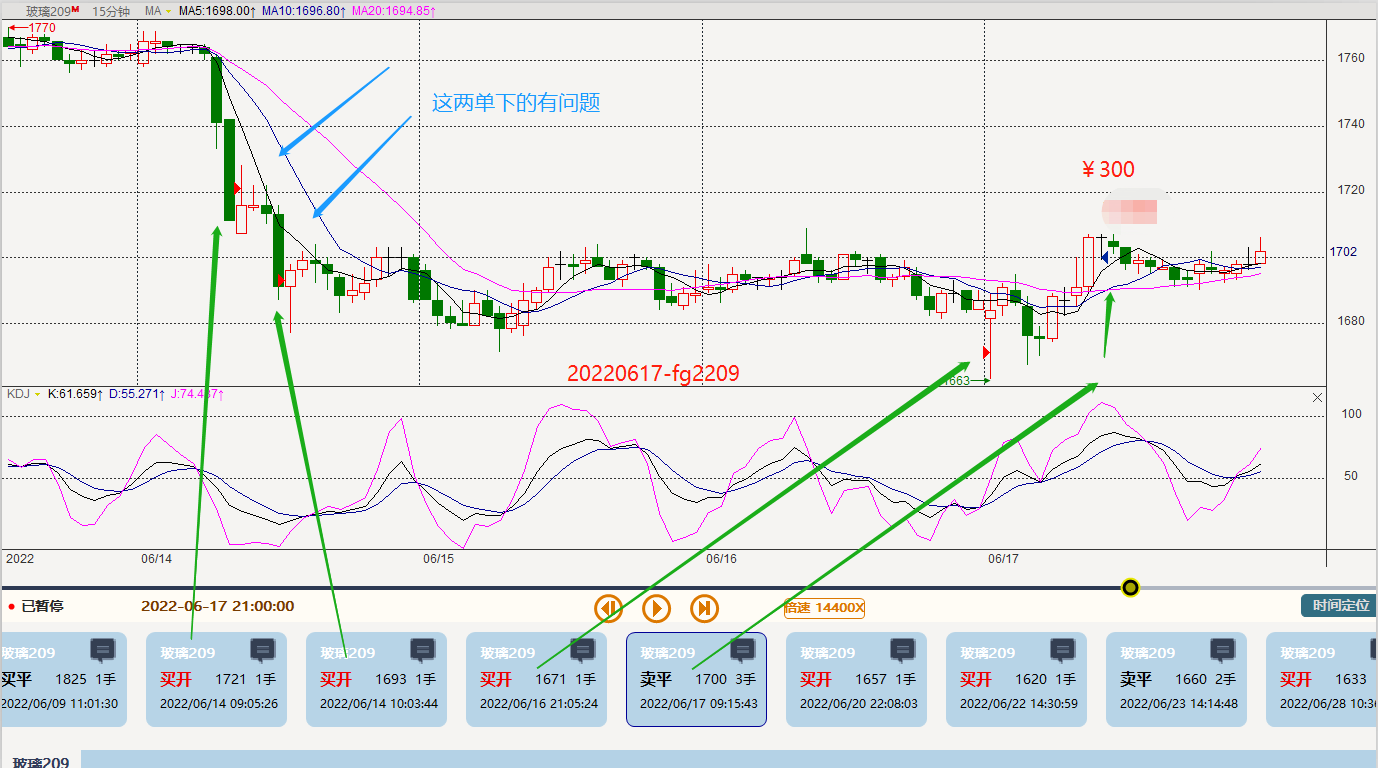 玻璃209M 15分钟 MA MA5:1698.00↑ MA10:1696.80↑ MA20:1694.85↑
1770
1760
这两单下的有问题
1740
￥300
1720
1702
1680
20220617-fg2209
1663
KDJ K:61.659↑ D:55.271↑ J:74.437↑
100
50
2022 06/14 06/15 06/16 06/17
已暂停 2022-06-17 21:00:00 倍速 14400X 时间定位
玻璃209 玻璃209 玻璃209 玻璃209 玻璃209 玻璃209 玻璃209 玻璃209 玻璃209
买平 1825 1手 买开 1721 1手 买开 1693 1手 买开 1671 1手 卖平 1700 3手 买开 1657 1手 买开 1620 1手 卖平 1660 2手 买开 1633
2022/06/09 11:01:30 2022/06/14 09:05:26 2022/06/14 10:03:44 2022/06/16 21:05:24 2022/06/17 09:15:43 2022/06/20 22:08:03 2022/06/22 14:30:59 2022/06/23 14:14:48 2022/06/28 10:3
玻璃209